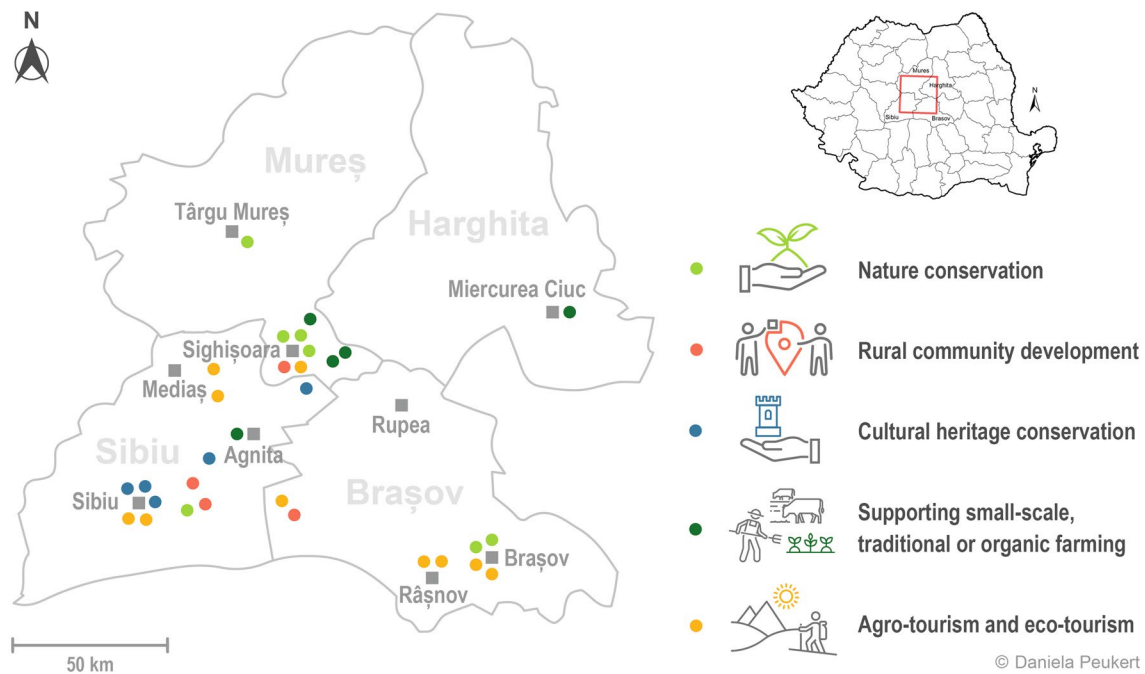 N
Mureș
Târgu Mureș
Harghita
Miercurea Ciuc
Sighișoara
Mediaș
Rupea
Sibiu
Agnita
Sibiu
Brașov
Brașov
Râșnov
50 km
Mures
Harghita
N
Sibiu
Brasov
Nature conservation
Rural community development
Cultural heritage conservation
Supporting small-scale,
traditional or organic farming
Agro-tourism and eco-tourism
© Daniela Peukert